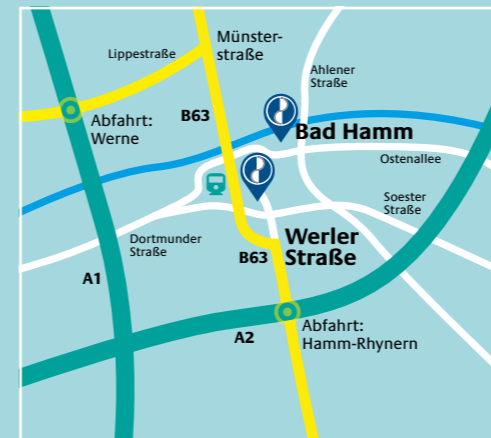 Münster-
straße
Lippestraße
Ahlener
Straße
B63
Abfahrt:
Werne
Bad Hamm
Ostenallee
Soester
Straße
Dortmunder
Straße
Werler
Straße
B63
A1
A2
Abfahrt:
Hamm-Rhynern